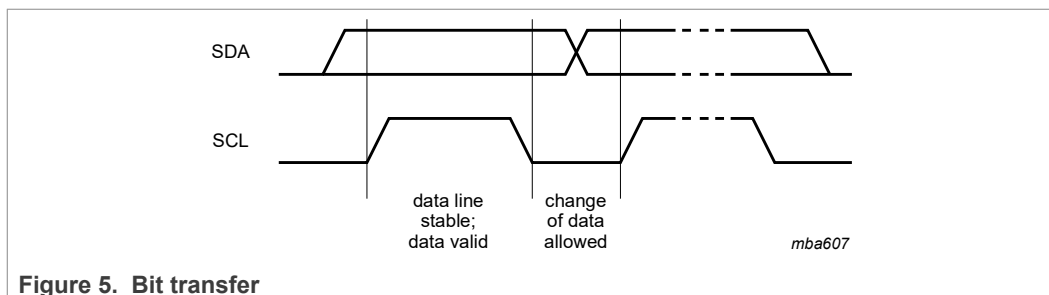 SDA
SCL
data line
stable;
data valid
change
of data
allowed
mba607
Figure 5. Bit transfer